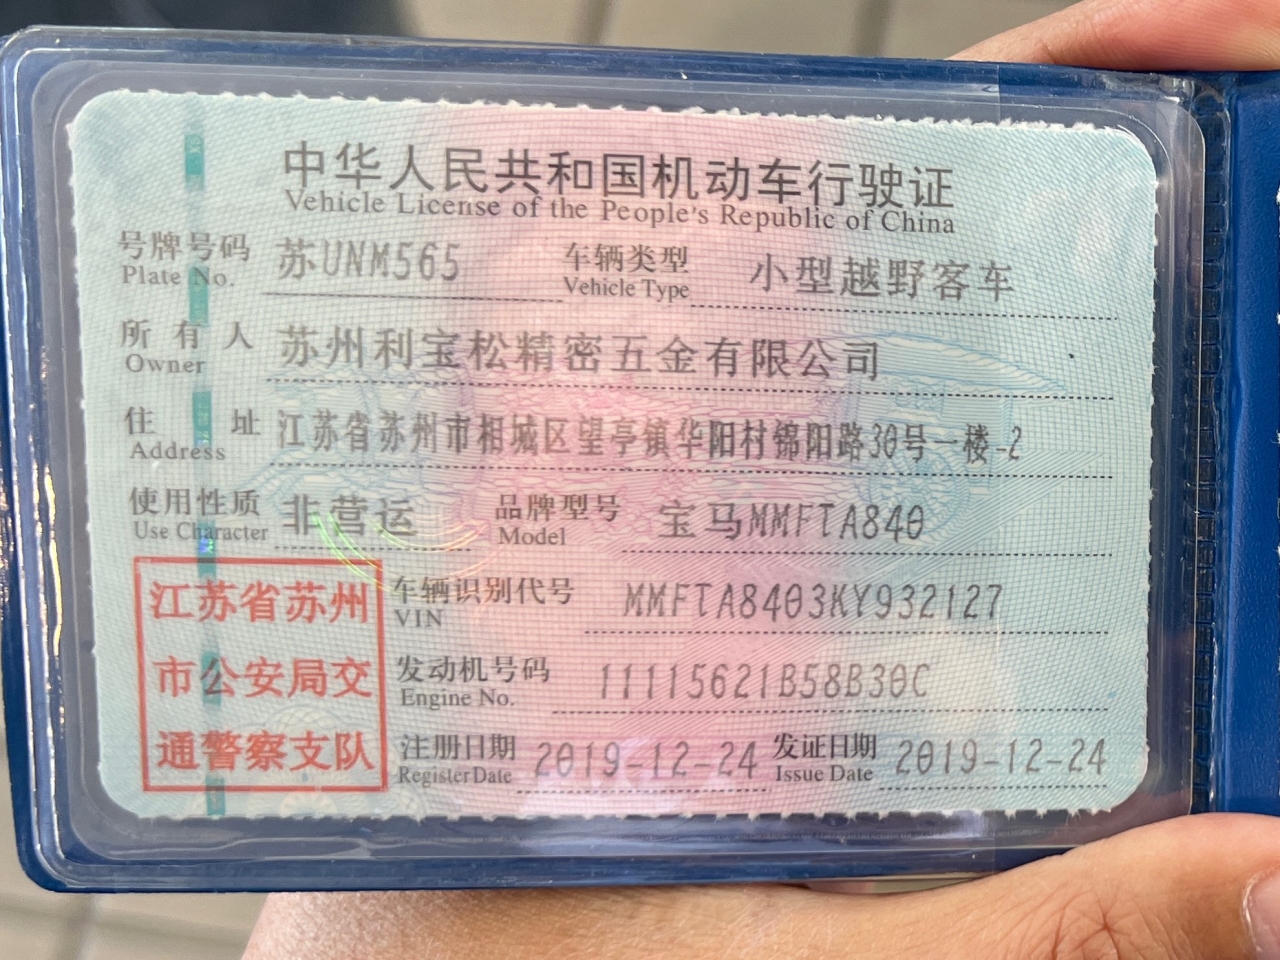 中华人民共和国机动车行驶证
Vehicle License of the People's Republic of China
号牌号码 苏UNM565 车辆类型 小型越野客车
Plate No. Vehicle Type
所有人 苏州利宝松精密五金有限公司
Owner
住址 江苏省苏州市相城区望亭镇华阳村锦阳路30号一楼-2
Address
使用性质 非营运 品牌型号 宝马MMFTA840
Use Character Model
车辆识别代号 MMFTA8403KY932127
VIN
发动机号码 11115621B58B30C
Engine No.
注册日期 2019-12-24 发证日期 2019-12-24
Register Date Issue Date
江苏省苏州
市公安局交
通警察支队